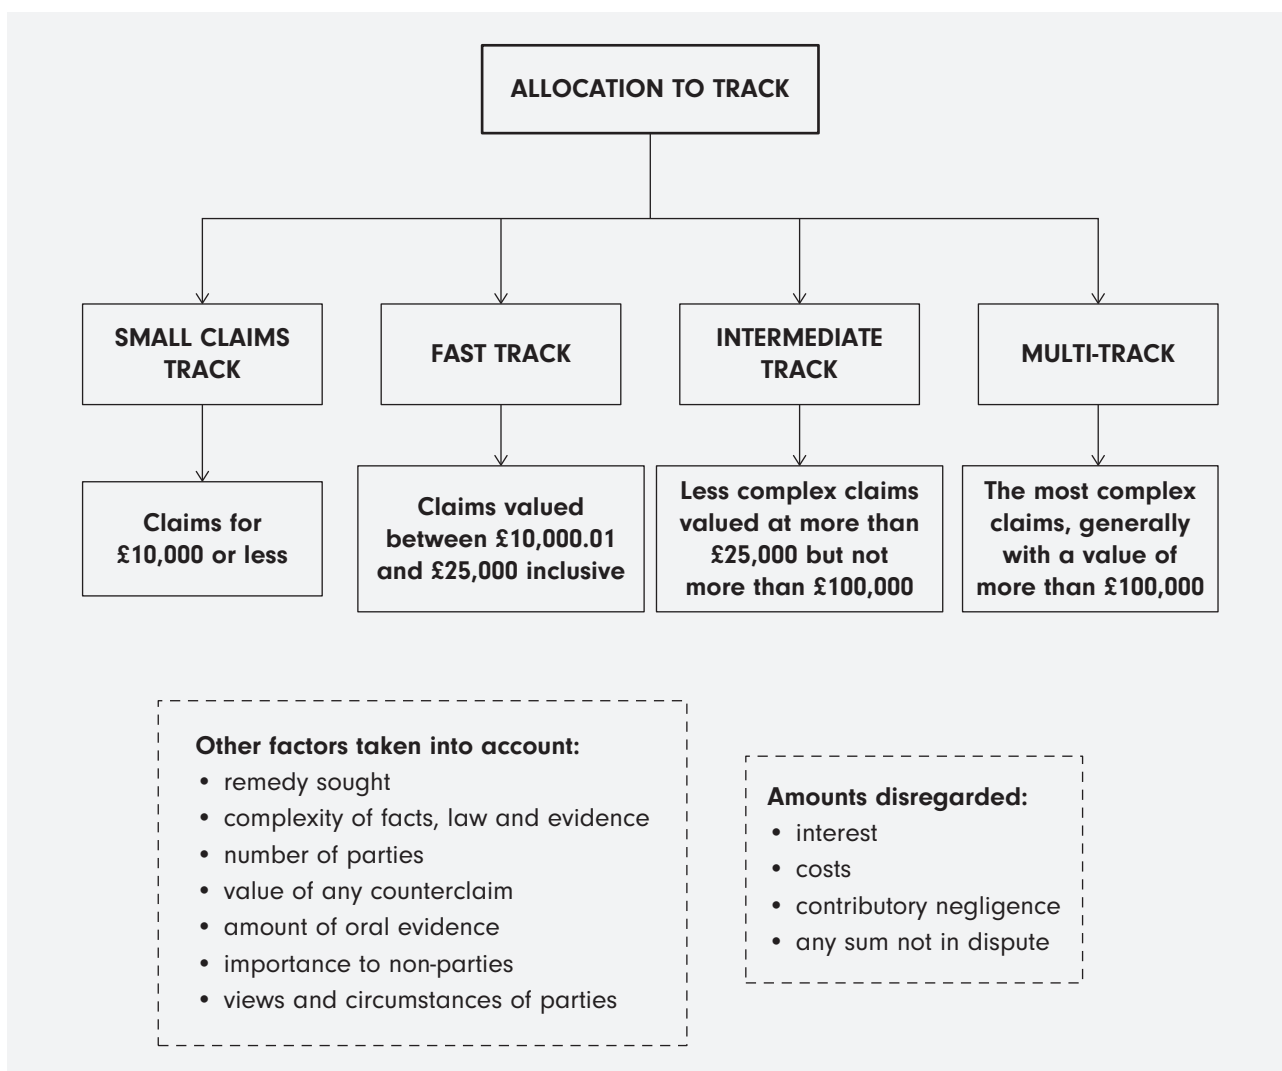 ALLOCATION TO TRACK
SMALL CLAIMS
TRACK
FAST TRACK
INTERMEDIATE
TRACK
MULTI-TRACK
Claims for
£10,000 or less
Claims valued
between £10,000.01
and £25,000 inclusive
Less complex claims
valued at more than
£25,000 but not
more than £100,000
The most complex
claims, generally
with a value of
more than £100,000
Other factors taken into account:
• remedy sought
• complexity of facts, law and evidence
• number of parties
• value of any counterclaim
• amount of oral evidence
• importance to non-parties
• views and circumstances of parties
Amounts disregarded:
• interest
• costs
• contributory negligence
• any sum not in dispute